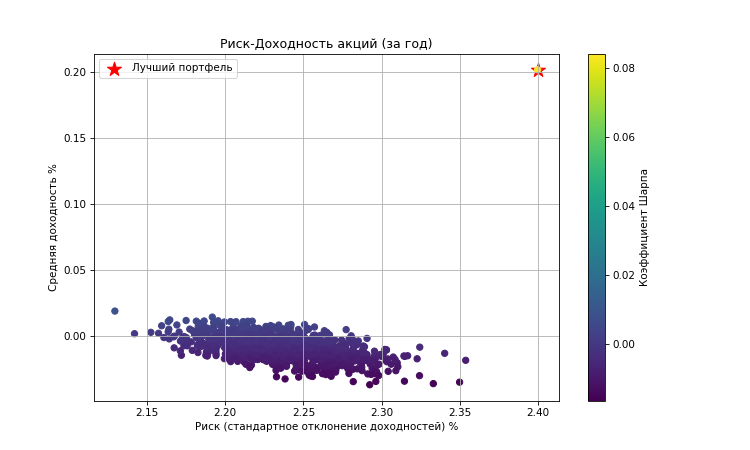 Риск-Доходность акций (за год)
Лучший портфель
0.20
0.15
0.10
0.05
0.00
Средняя доходность %
2.15 2.20 2.25 2.30 2.35 2.40
Риск (стандартное отклонение доходностей) %
0.08
0.06
0.04
0.02
0.00
Коэффициент Шарпа